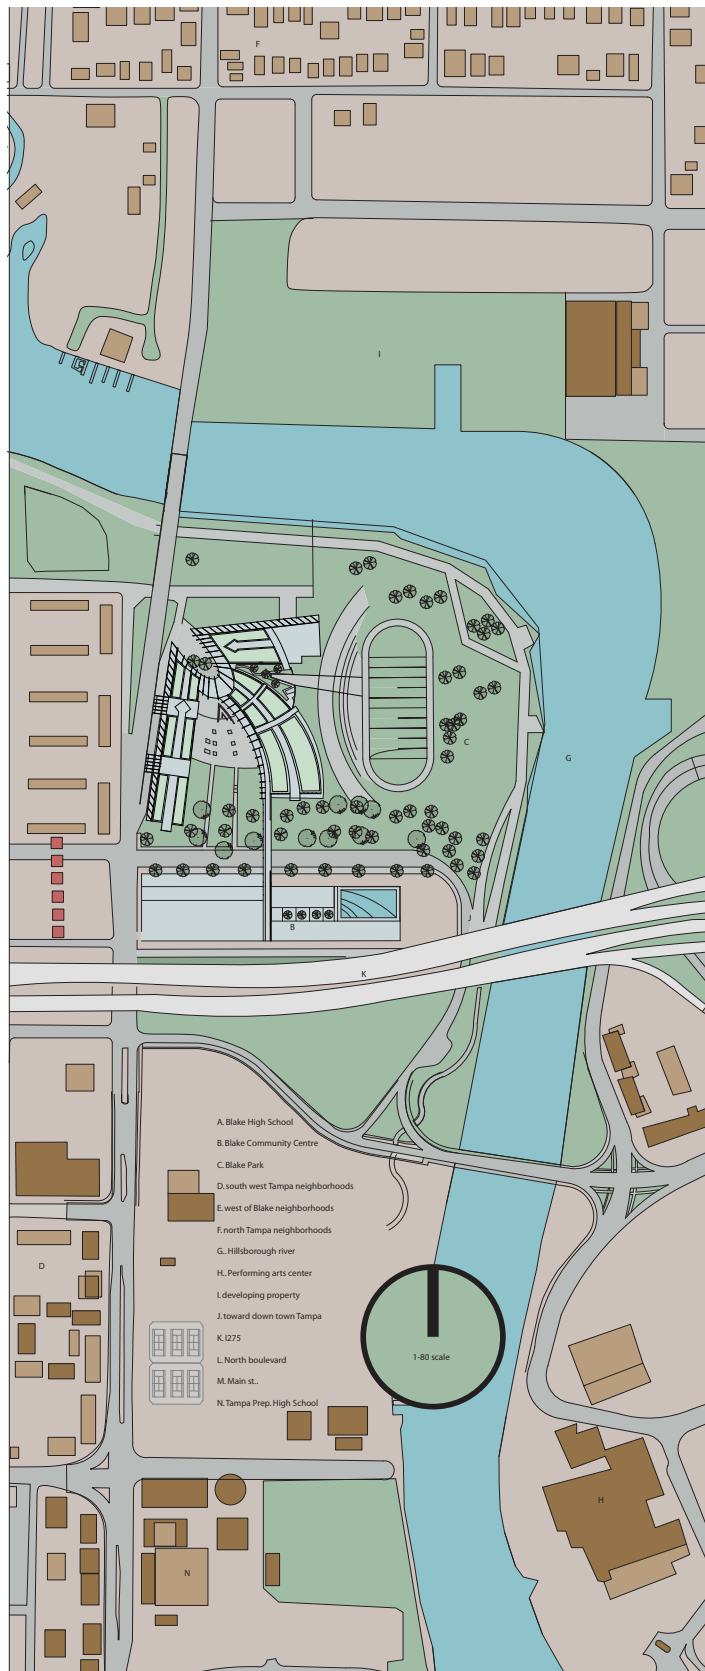 F
I
C
G
A
J
B
K
A. Blake High School
B. Blake Community Centre
C. Blake Park
D. south west Tampa neighborhoods
E. west of Blake neighborhoods
F. north Tampa neighborhoods
G.. Hillsborough river
H.. Performing arts center
I. developing property
J. toward down town Tampa
K. I275
L. North boulevard
M. Main st..
N. Tampa Prep. High School
D
1-80 scale
H
N